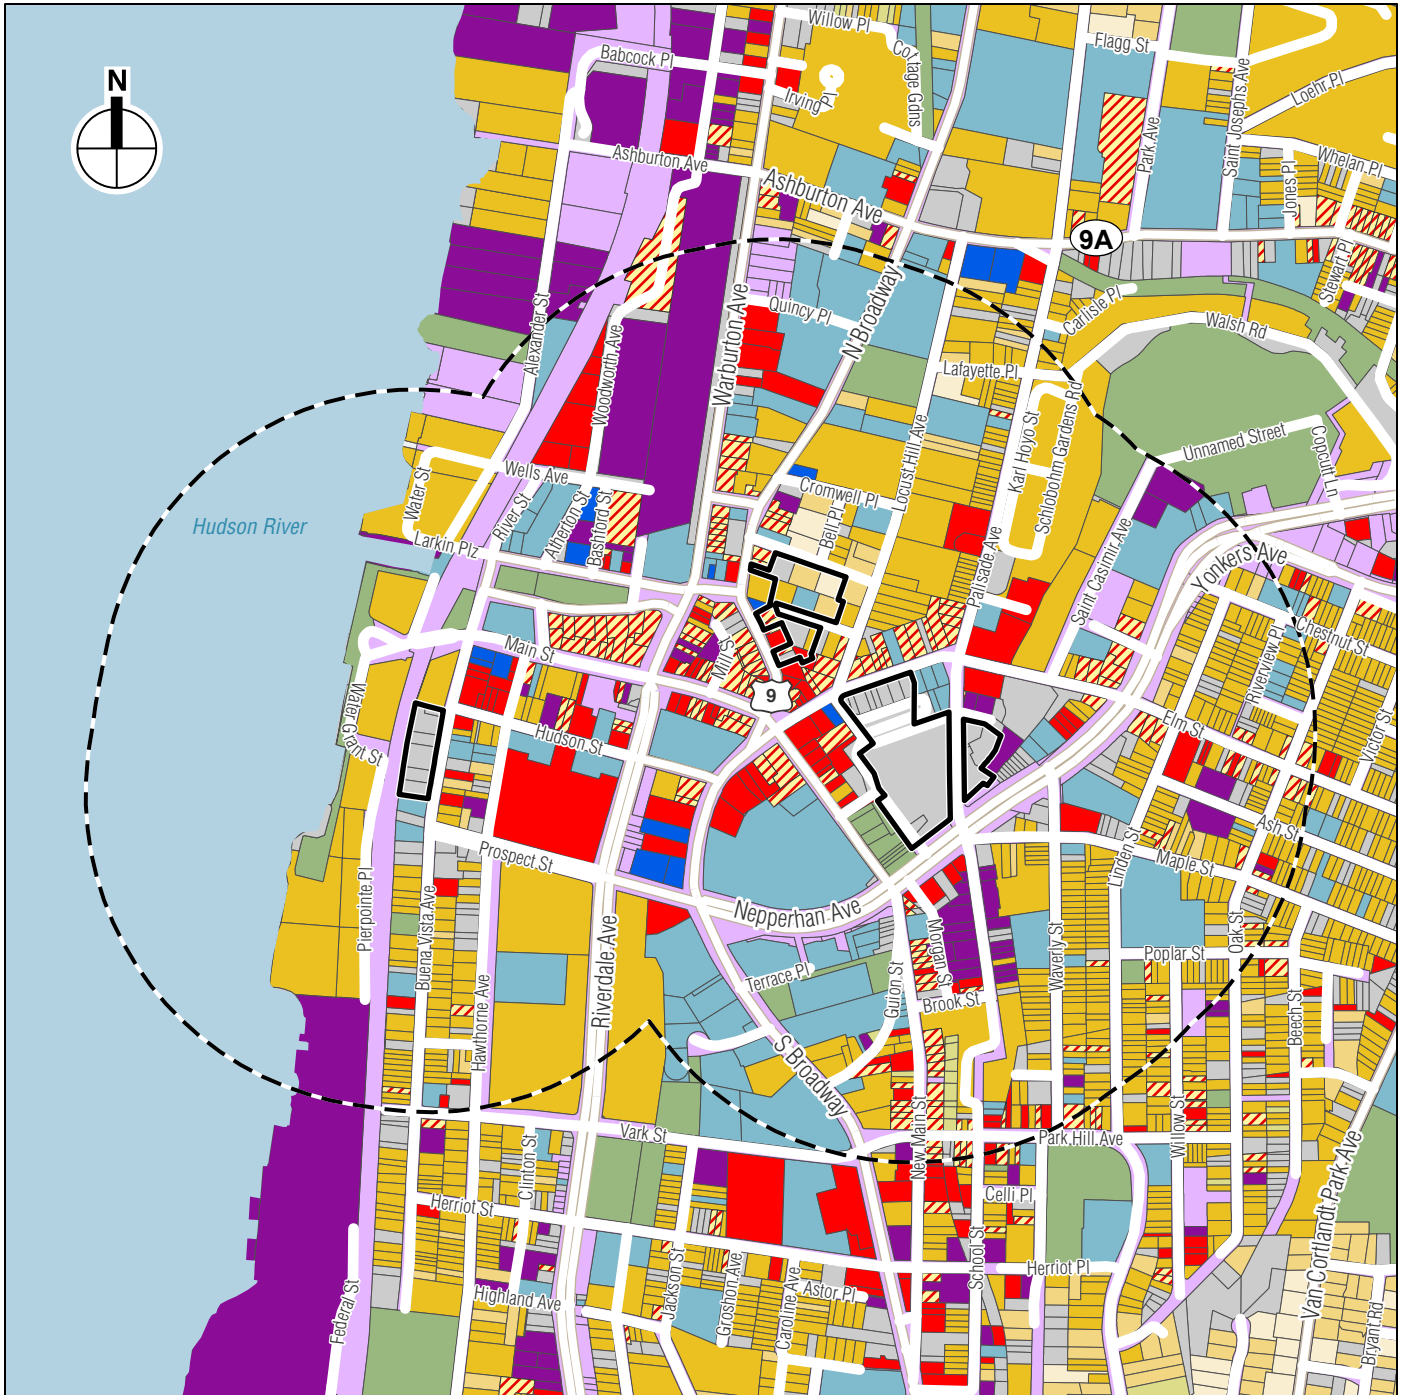 Willow Pl
Cottage Gdns
Flagg St
Babcock Pl
N
Irving Pl
Loehr Pl
Saint Josephs Ave
Park Ave
Whelan Pl
Ashburton Ave
Ashburton Ave
Jones Pl
9A
Stewart Pl
Carlisle Pl
Quincy Pl
N Broadway
Walsh Rd
Alexander St
Woodworth Ave
Warburton Ave
Lafayette Pl
Locust Hill Ave
Karl Hoyo St
Schlobohm Gardens Rd
Unnamed Street
Copcutt Ln
Water St
Wells Ave
Cromwell Pl
Bell Pl
Hudson River
River St
Atherton St
Bashford St
Larkin Plz
Palisade Ave
Saint Casimir Ave
Yonkers Ave
Chestnut St
Riverview Pl
Main St
Mill St
9
Water Grant St
Hudson St
Elm St
Victor St
Ash St
Linden St
Maple St
Prospect St
Pierpointe Pl
Buena Vista Ave
Nepperhan Ave
Morgan St
Waverly St
Oak St
Poplar St
Riverdale Ave
Hawthorne Ave
Terrace Pl
Guion St
Brook St
Beech St
S Broadway
New Main St
Vark St
Park Hill Ave
Willow St
Van Cortlandt Park Ave
Clinton St
Herriot St
Celli Pl
School St
Herriot Pl
Federal St
Highland Ave
Jackson St
Groshon Ave
Caroline Ave
Astor Pl
Bryant Rd